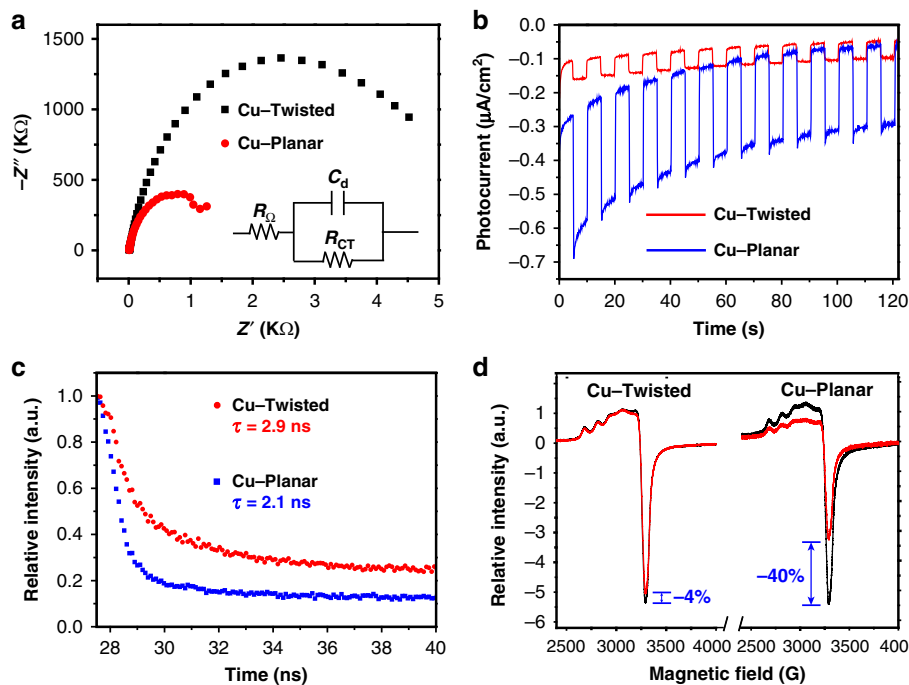 a
−Z″ (KΩ)
1500
1000
500
0
Cu–Twisted
Cu–Planar
C_d
R_Ω
R_CT
0 1 2 3 4 5
Z′ (KΩ)
b
Photocurrent (μA/cm²)
−0.0
−0.1
−0.2
−0.3
−0.4
−0.5
−0.6
−0.7
Cu–Twisted
Cu–Planar
0 20 40 60 80 100 120
Time (s)
c
Relative intensity (a.u.)
1.0
0.8
0.6
0.4
0.2
0.0
Cu–Twisted
τ = 2.9 ns
Cu–Planar
τ = 2.1 ns
28 30 32 34 36 38 40
Time (ns)
d
Relative intensity (a.u.)
1
0
−1
−2
−3
−4
−5
−6
Cu–Twisted
Cu–Planar
−4%
−40%
2500 3000 3500 4000 2500 3000 3500 4000
Magnetic field (G)